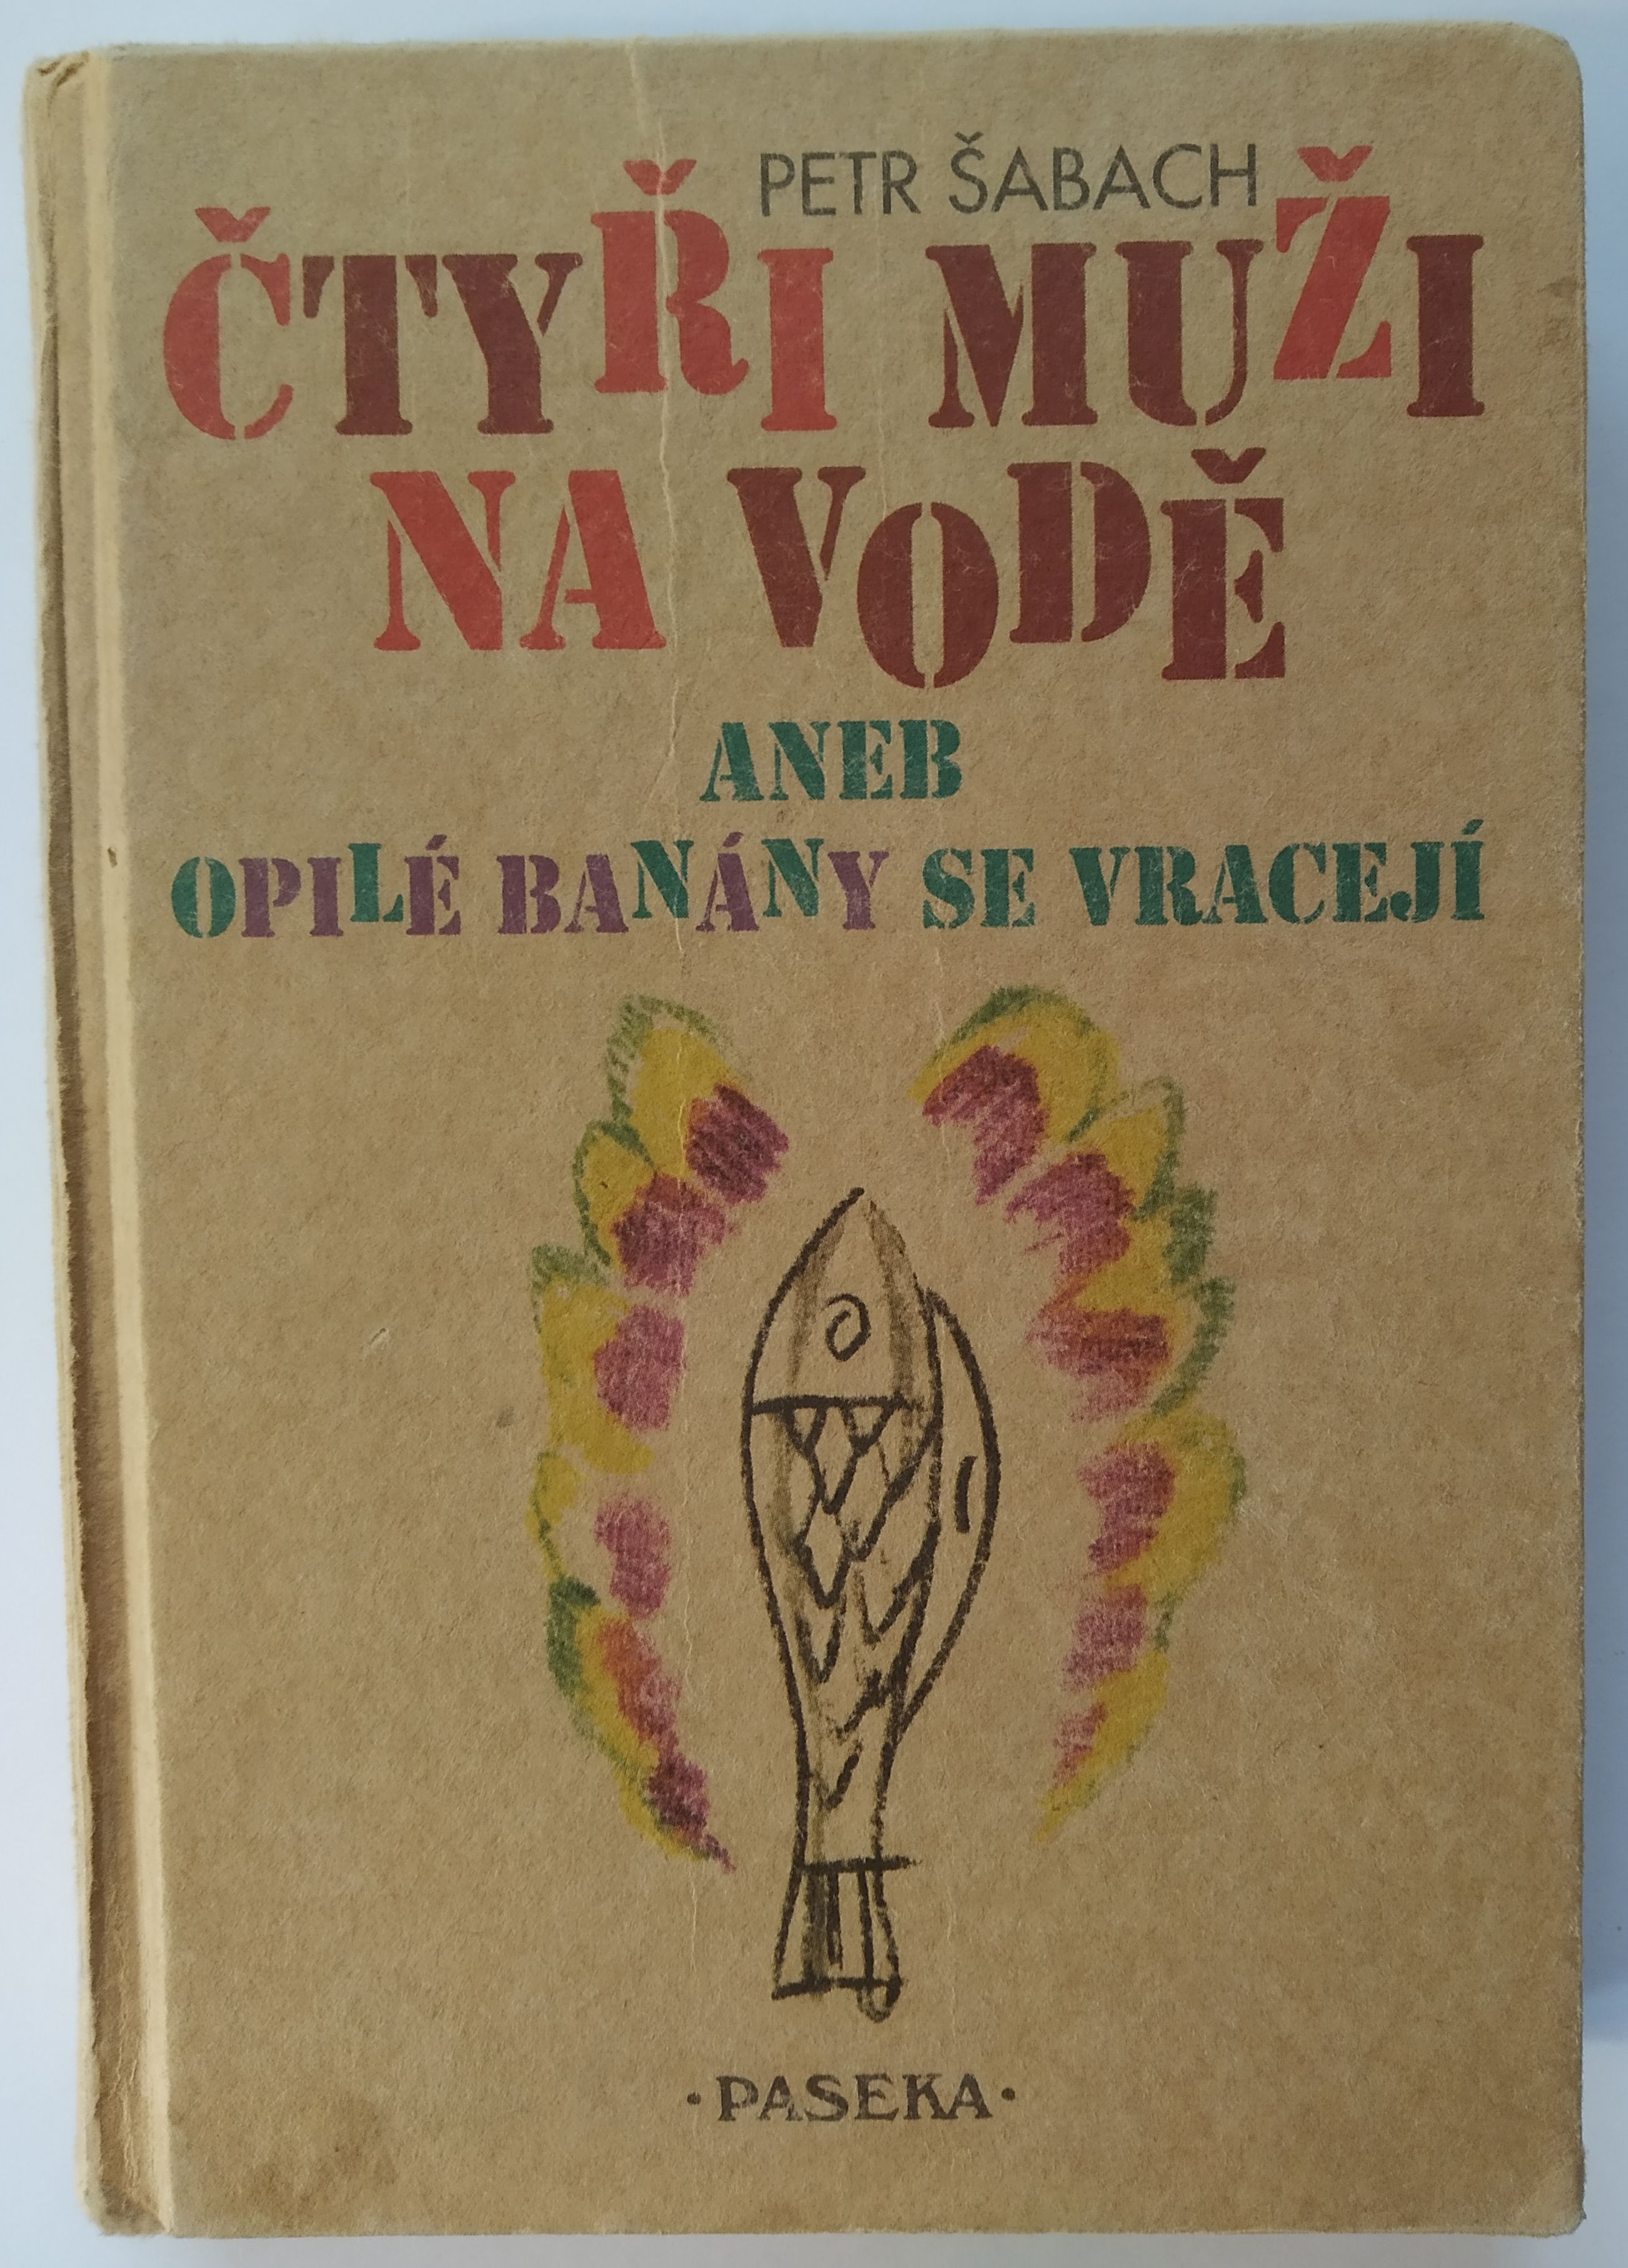 PETR ŠABACH
ČTYŘI MUŽI
NA VODĚ
ANEB
OPILÉ BANÁNY SE VRACEJÍ
·PASEKA·